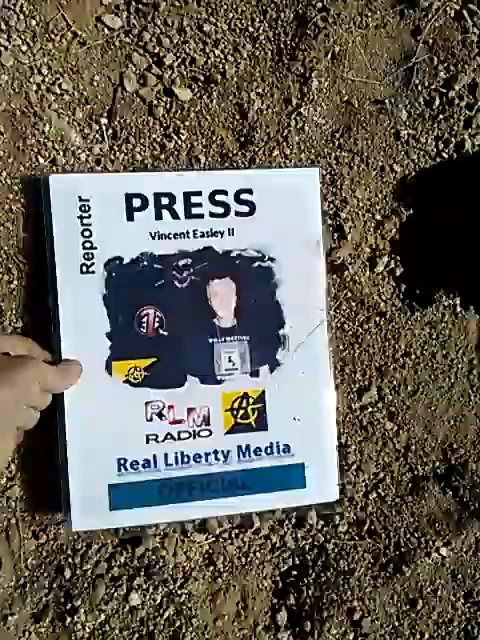 PRESS
Reporter
Vincent Easley II
RLM
RADIO
Real Liberty Media
OFFICIAL